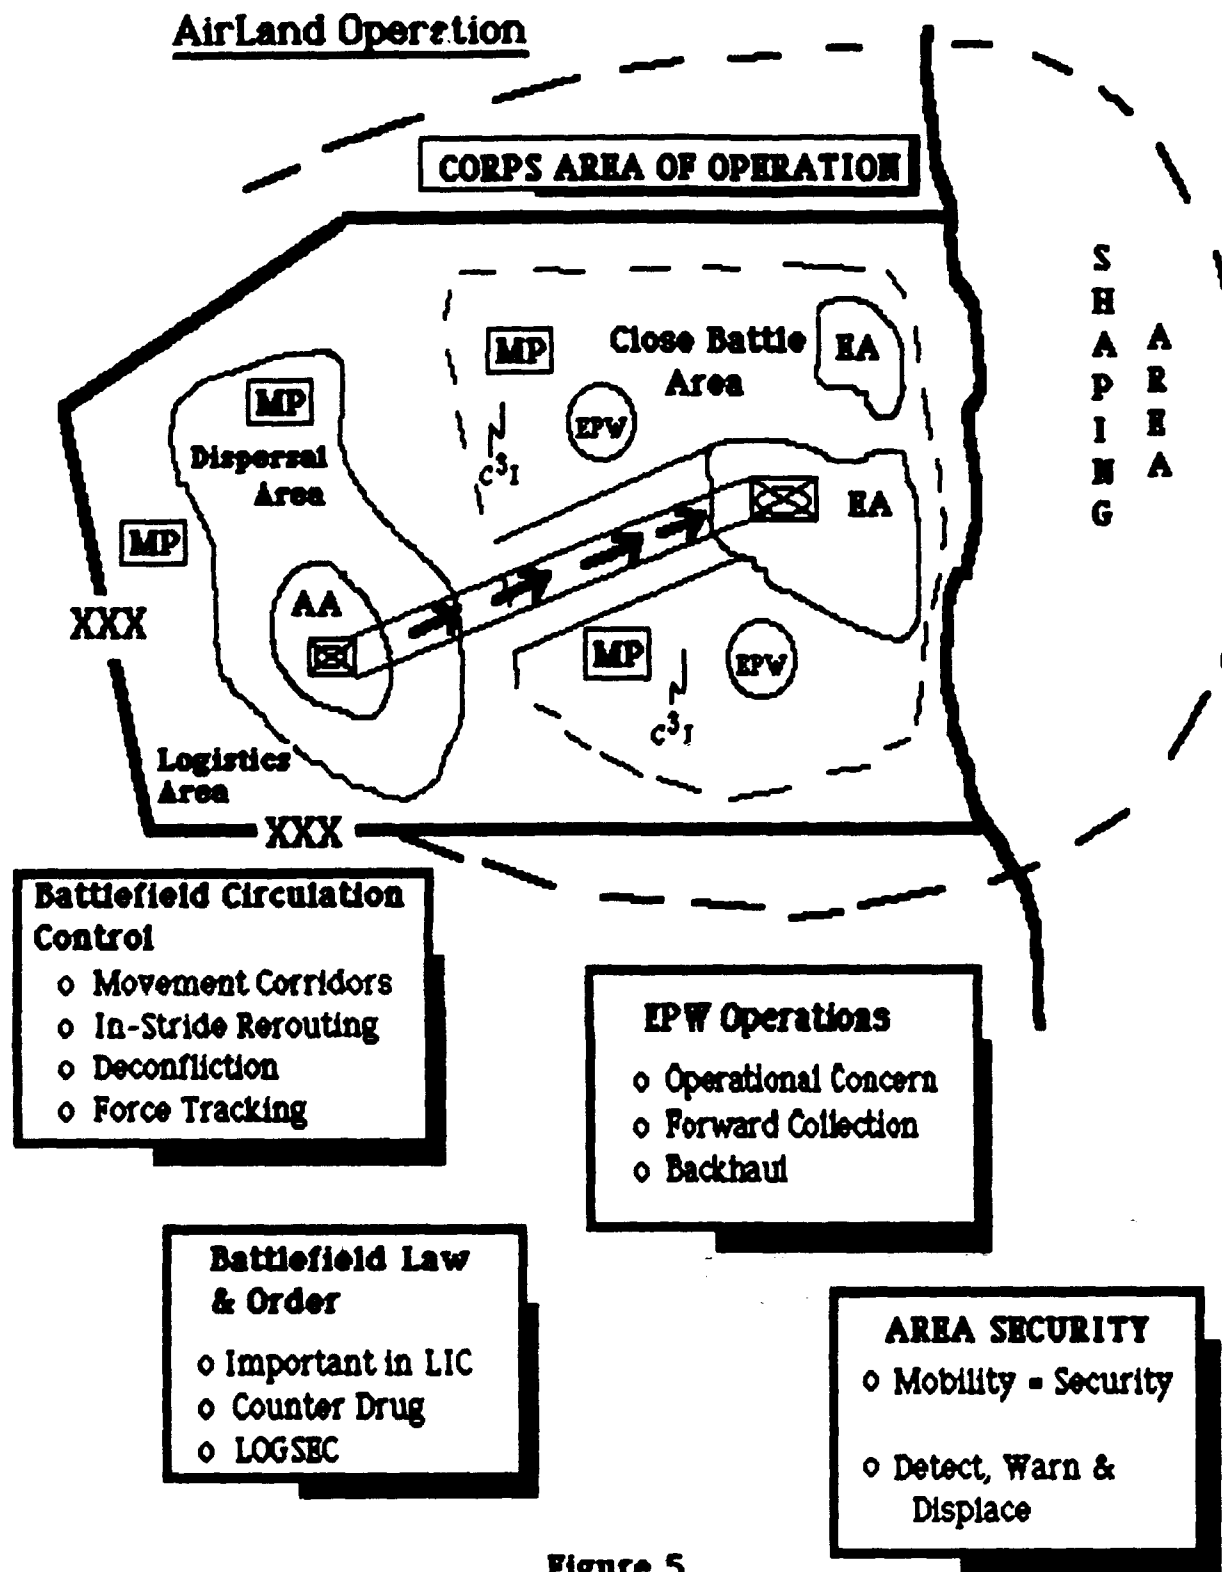 AirLand Operation
CORPS AREA OF OPERATION
SHAPING
AREA
MP
Close Battle
Area
EA
MP
EPW
Dispersal
Area
C3I
EA
MP
AA
XXX
MP
EPW
C3I
Logistics
Area
XXX
Battlefield Circulation
Control
o Movement Corridors
o In-Stride Rerouting
o Deconfliction
o Force Tracking
EPW Operations
o Operational Concern
o Forward Collection
o Backhaul
Battlefield Law
& Order
o Important in LIC
o Counter Drug
o LOGSEC
AREA SECURITY
o Mobility = Security
o Detect, Warn &
Displace
Figure 5